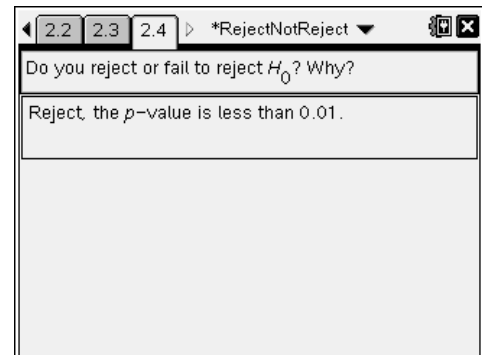 2.2 2.3 2.4 *RejectNotReject
Do you reject or fail to reject H₀? Why?
Reject, the p-value is less than 0.01.